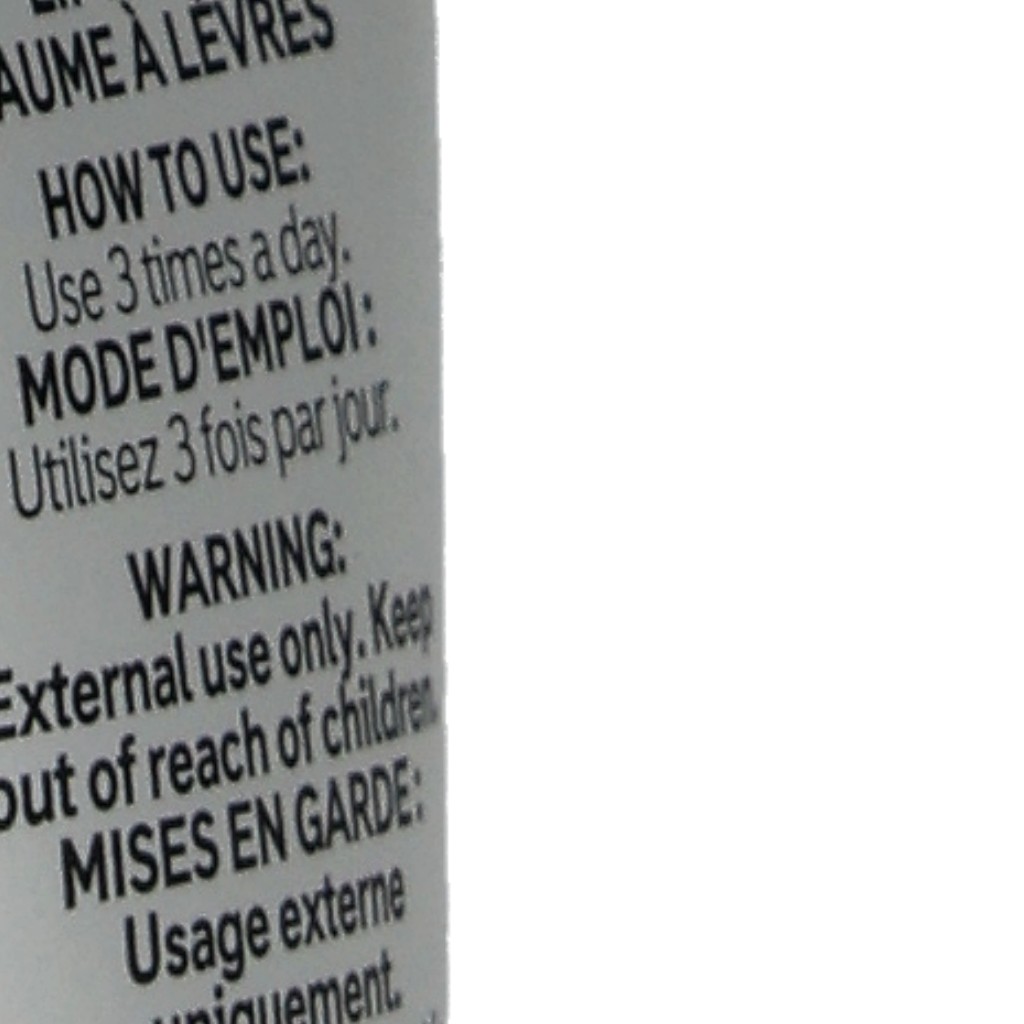 AUME À LÈVRES
HOW TO USE:
Use 3 times a day.
MODE D'EMPLOI :
Utilisez 3 fois par jour.
WARNING:
External use only. Keep
out of reach of children.
MISES EN GARDE :
Usage externe
uniquement.